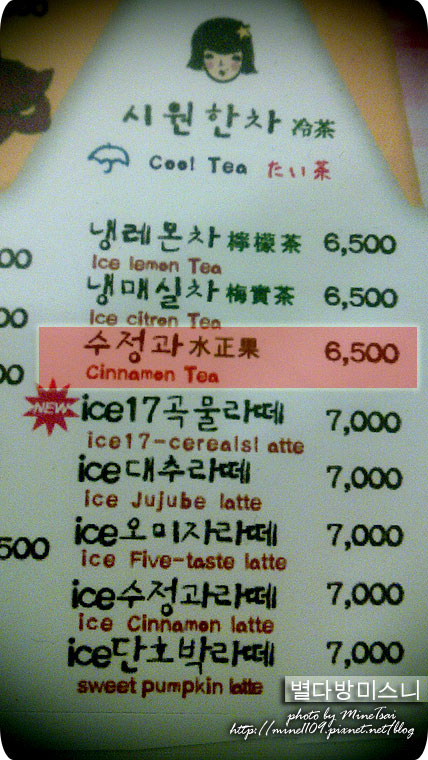 시원한차 冷茶
Cool Tea たい茶
냉레몬차 檸檬茶 6,500
Ice lemon Tea
00
냉매실차 梅實茶 6,500
Ice citron Tea
00
수정과 水正果 6,500
Cinnamon Tea
00
NEW ice17곡물라떼 7,000
ice17-cerealsl atte
ice대추라떼 7,000
ice Jujube latte
ice오미자라떼 7,000
500
ice Five-taste latte
ice수정과라떼 7,000
ice Cinnamon latte
ice단호박라떼 7,000
sweet pumpkin latte
별다방미스니
photo by MineTsai
http://mine1109.pixnet.net/blog